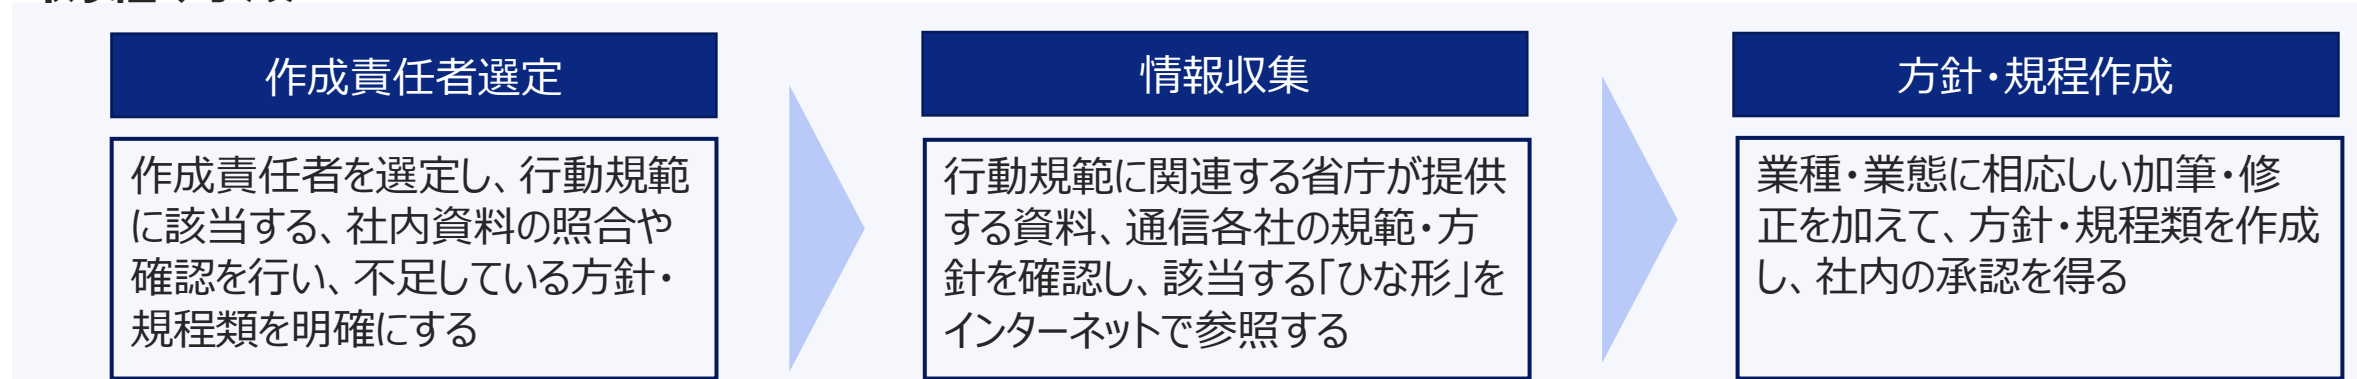 作成責任者選定
作成責任者を選定し、行動規範
に該当する、社内資料の照合や
確認を行い、不足している方針・
規程類を明確にする
情報収集
行動規範に関連する省庁が提供
する資料、通信各社の規範・方
針を確認し、該当する「ひな形」を
インターネットで参照する
方針・規程作成
業種・業態に相応しい加筆・修
正を加えて、方針・規程類を作成
し、社内の承認を得る